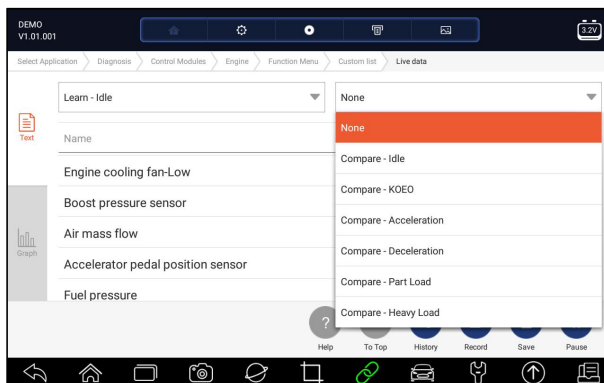 DEMO
V1.01.001
3.2V
Select Application Diagnosis Control Modules Engine Function Menu Custom list Live data
Learn - Idle
None
Text
Name
None
Engine cooling fan-Low
Compare - Idle
Boost pressure sensor
Compare - KOEO
Air mass flow
Compare - Acceleration
Graph
Accelerator pedal position sensor
Compare - Deceleration
Fuel pressure
Compare - Part Load
Compare - Heavy Load
?
Help To Top History Record Save Pause